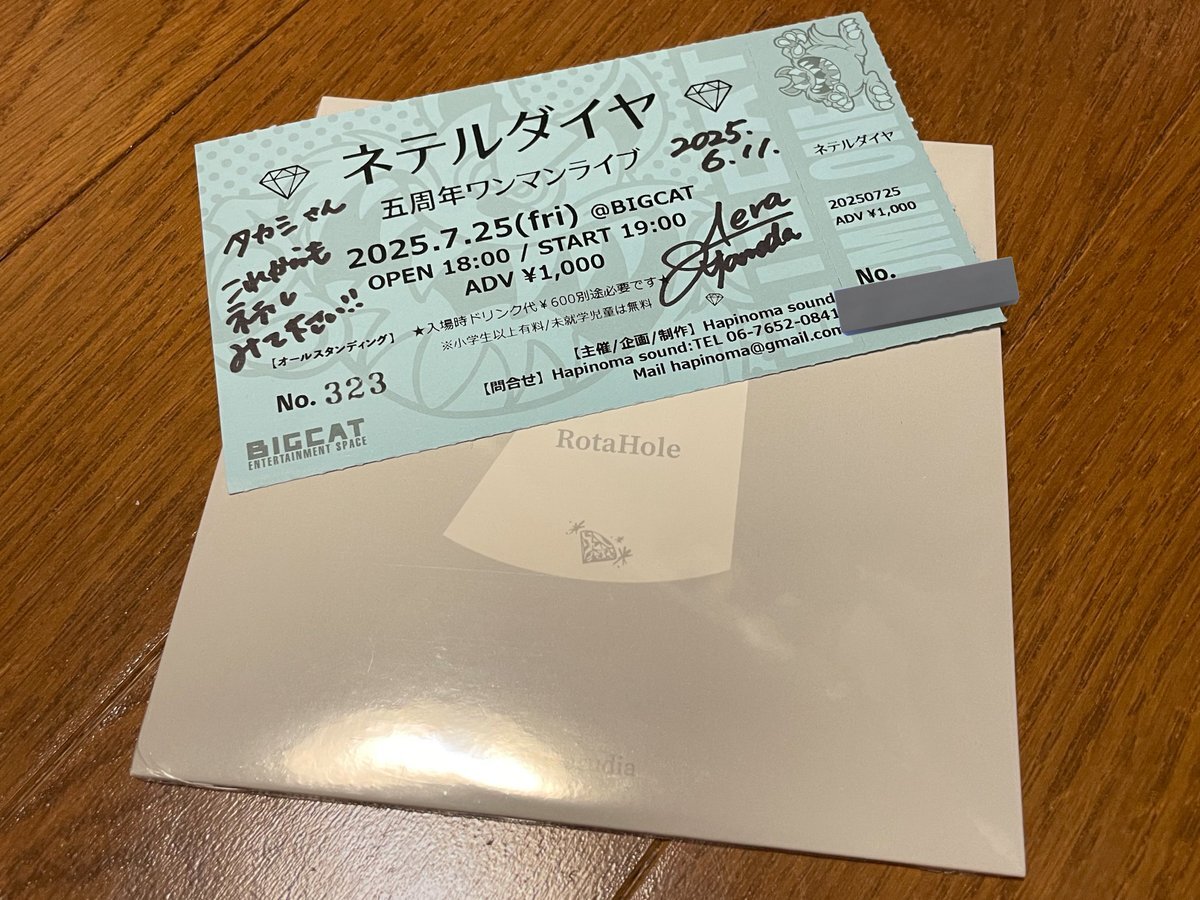 ネテルダイヤ
五周年ワンマンライブ
2025.7.25(fri) @BIGCAT
OPEN 18:00 / START 19:00
ADV ¥1,000
★入場時ドリンク代¥600別途必要です
※小学生以上有料/未就学児童は無料
【オールスタンディング】
【主催/企画/制作】Hapinoma sound
【問合せ】Hapinoma sound:TEL 06-7652-0841
Mail hapinoma@gmail.com
No. 323
BIGCAT
ENTERTAINMENT SPACE
タカミさん
これからも
ネテル
みて下さい!!
2025.
6.11.
Aera
Yamada
ネテルダイヤ
20250725
ADV ¥1,000
No.
RotaHole